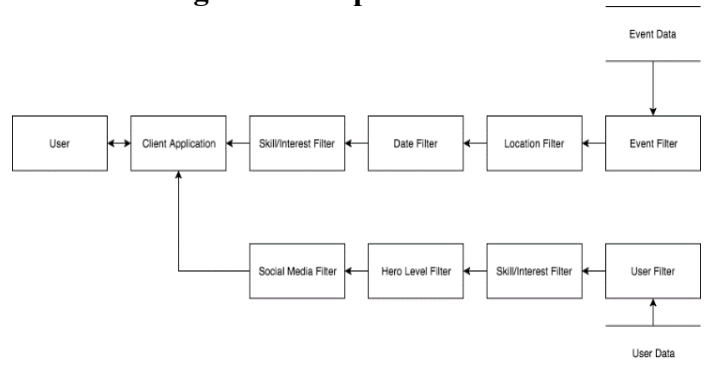 Event Data
User
Client Application
Skill/Interest Filter
Date Filter
Location Filter
Event Filter
Social Media Filter
Hero Level Filter
Skill/Interest Filter
User Filter
User Data